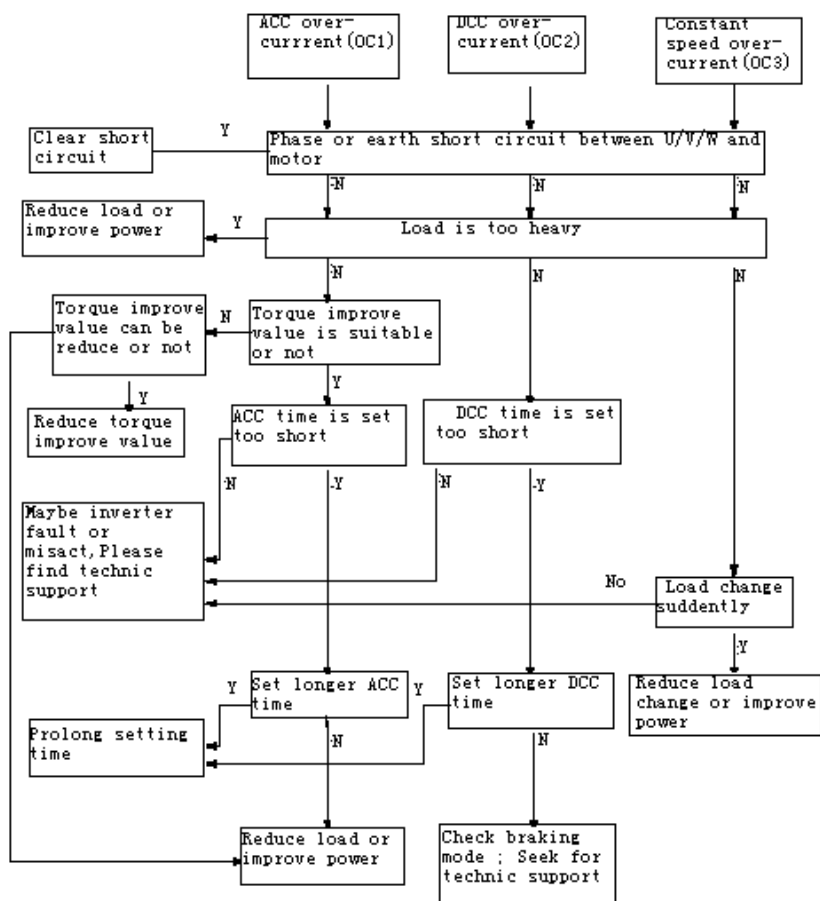 ACC over-
currrent(OC1)
DCC over-
current(OC2)
Constant
speed over-
current(OC3)
Clear short
circuit
Y
Phase or earth short circuit between U/V/W and
motor
N
N
N
Reduce load or
improve power
Y
Load is too heavy
N
N
N
Torque improve
value can be
reduce or not
N
Torque improve
value is suitable
or not
Y
Y
Reduce torque
improve value
ACC time is set
too short
DCC time is set
too short
N
Y
N
Y
Maybe inverter
fault or
misact,Please
find technic
support
No
Load change
suddently
Y
Y
Set longer ACC
time
Y
Set longer DCC
time
Reduce load
change or improve
power
Prolong setting
time
N
N
Reduce load or
improve power
Check braking
mode ; Seek for
technic support